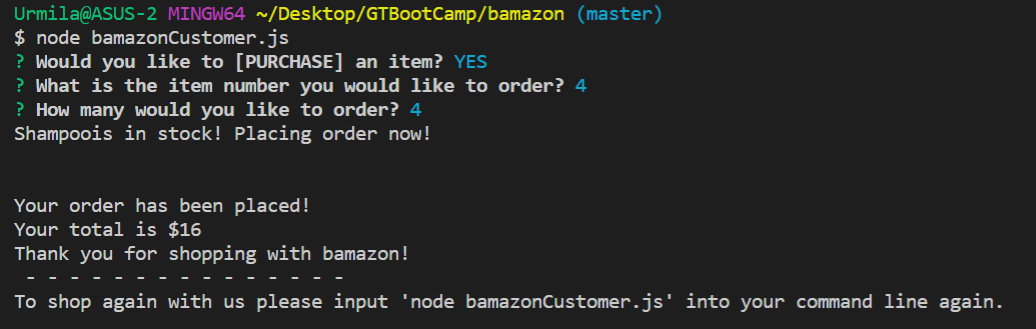 Urmila@ASUS-2 MINGW64 ~/Desktop/GTBootCamp/bamazon (master)
$ node bamazonCustomer.js
? Would you like to [PURCHASE] an item? YES
? What is the item number you would like to order? 4
? How many would you like to order? 4
Shampoois in stock! Placing order now!
Your order has been placed!
Your total is $16
Thank you for shopping with bamazon!
- - - - - - - - - - - - - - -
To shop again with us please input 'node bamazonCustomer.js' into your command line again.